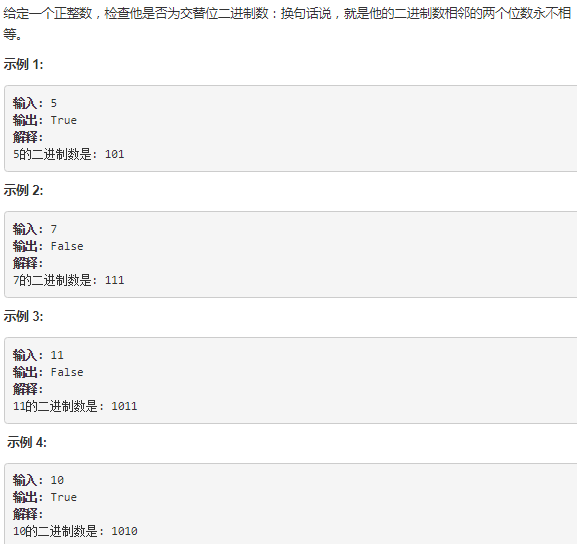 给定一个正整数，检查他是否为交替位二进制数：换句话说，就是他的二进制数相邻的两个位数永不相
等。
示例 1:
输入: 5
输出: True
解释:
5的二进制数是: 101
示例 2:
输入: 7
输出: False
解释:
7的二进制数是: 111
示例 3:
输入: 11
输出: False
解释:
11的二进制数是: 1011
示例 4:
输入: 10
输出: True
解释:
10的二进制数是: 1010